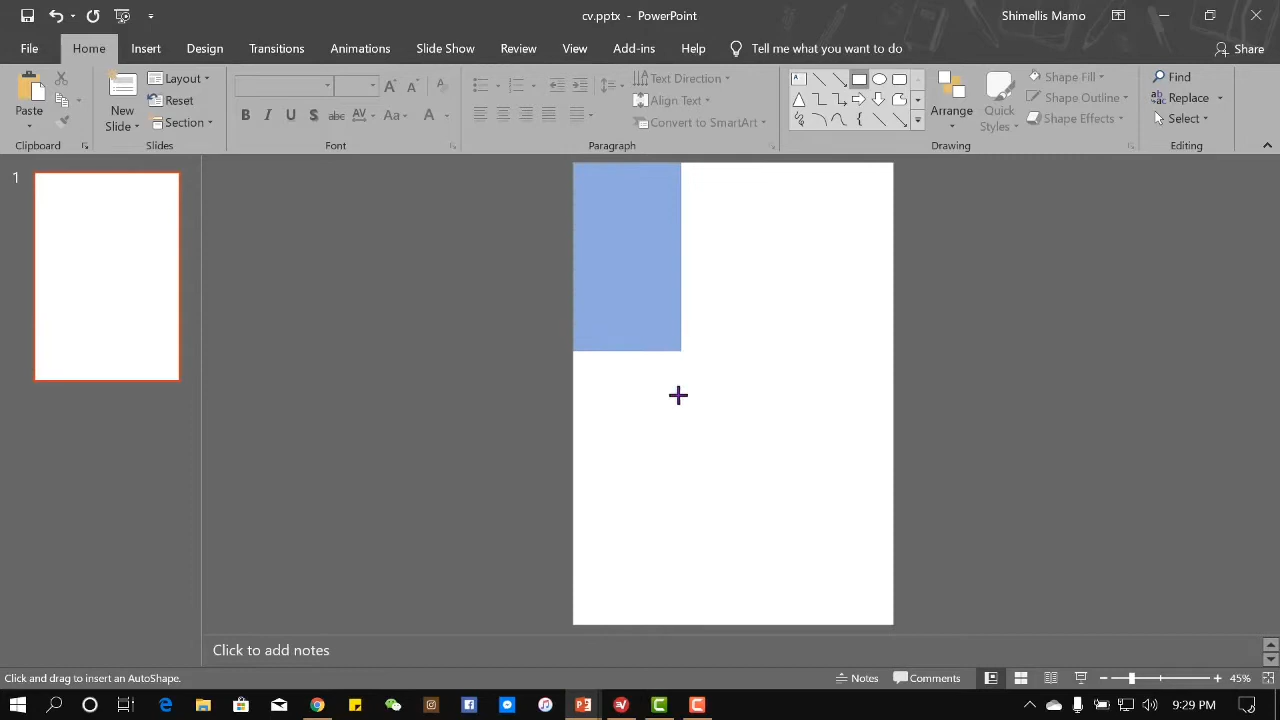 cv.pptx - PowerPoint
Shimellis Mamo
File
Home
Insert
Design
Transitions
Animations
Slide Show
Review
View
Add-ins
Help
Tell me what you want to do
Share
Paste
Clipboard
New
Slide
Layout
Reset
Section
Slides
B I U S abc AV Aa A
Font
Text Direction
Align Text
Convert to SmartArt
Paragraph
Arrange
Quick
Styles
Shape Fill
Shape Outline
Shape Effects
Drawing
Find
Replace
Select
Editing
1
Click to add notes
Click and drag to insert an AutoShape.
Notes
Comments
45%
9:29 PM